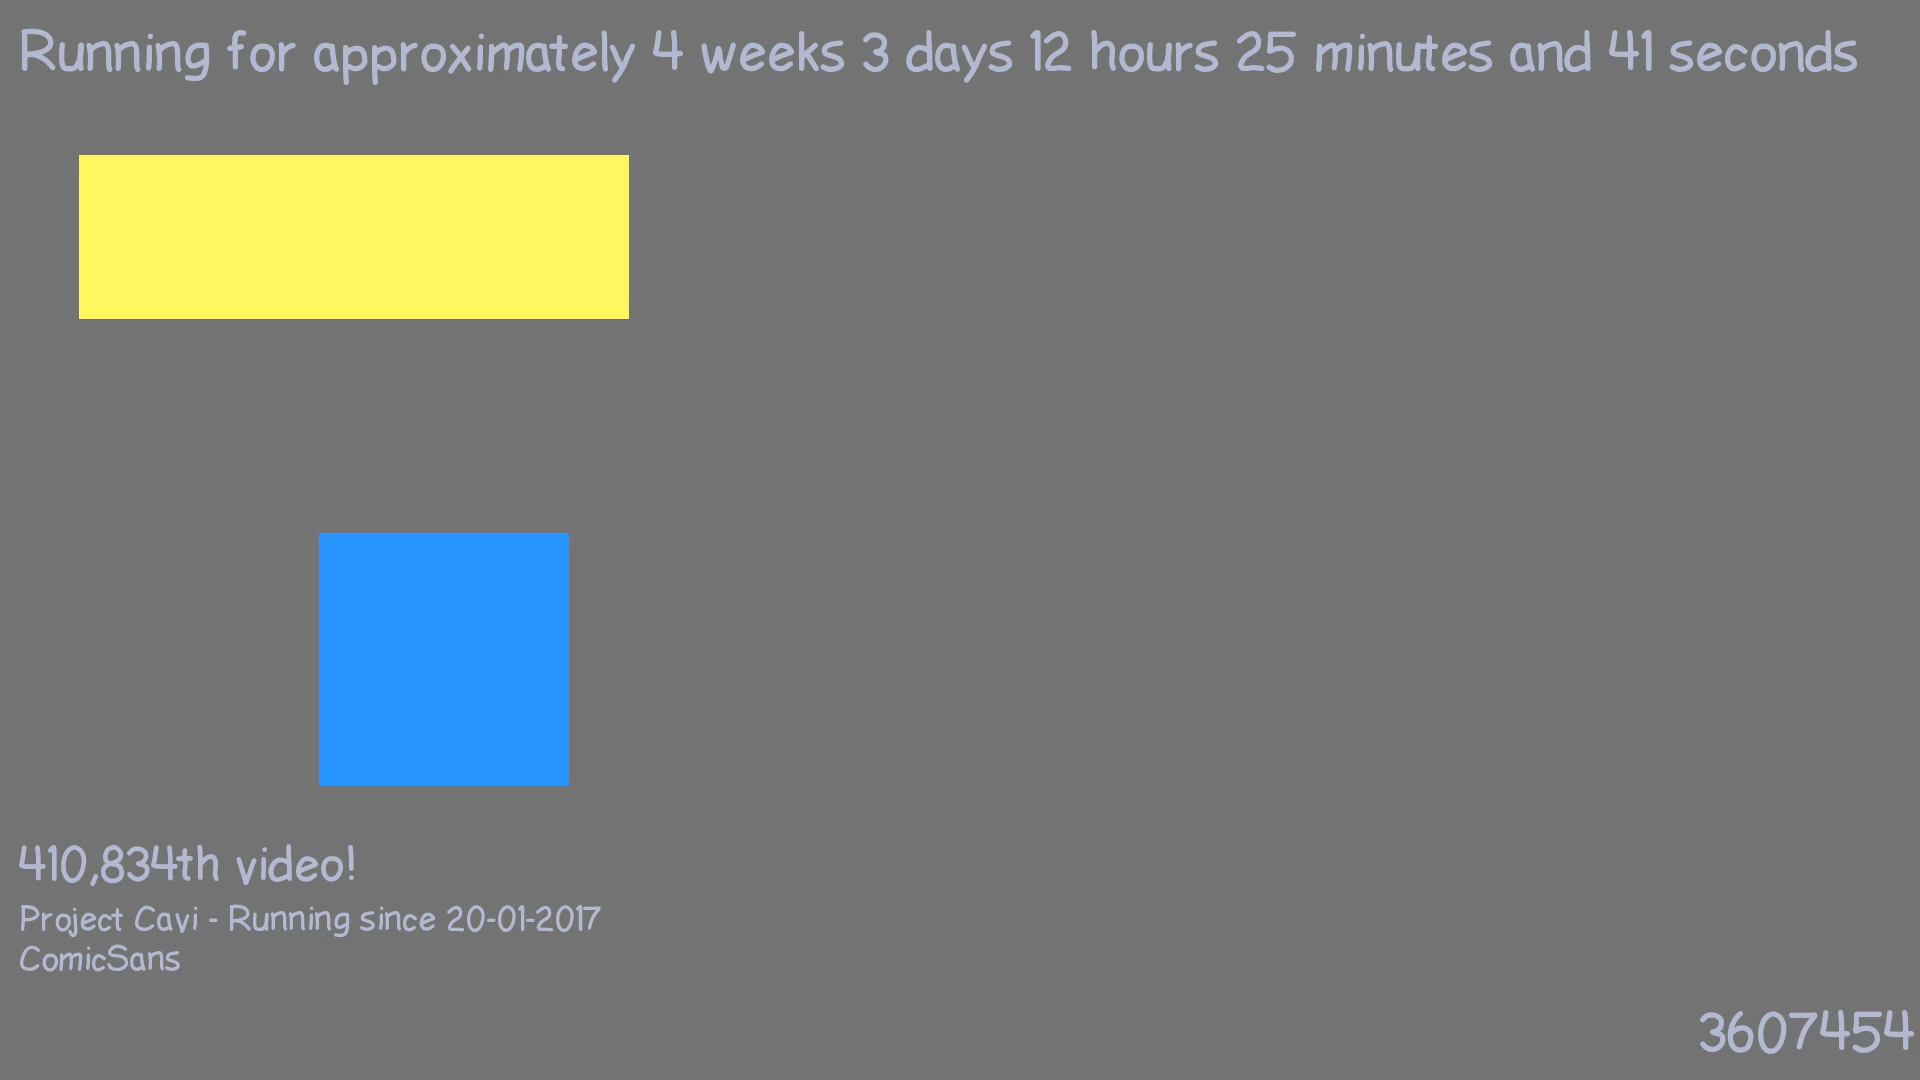 Running for approximately 4 weeks 3 days 12 hours 25 minutes and 41 seconds
410,834th video!
Project Cavi - Running since 20-01-2017
ComicSans
3607454